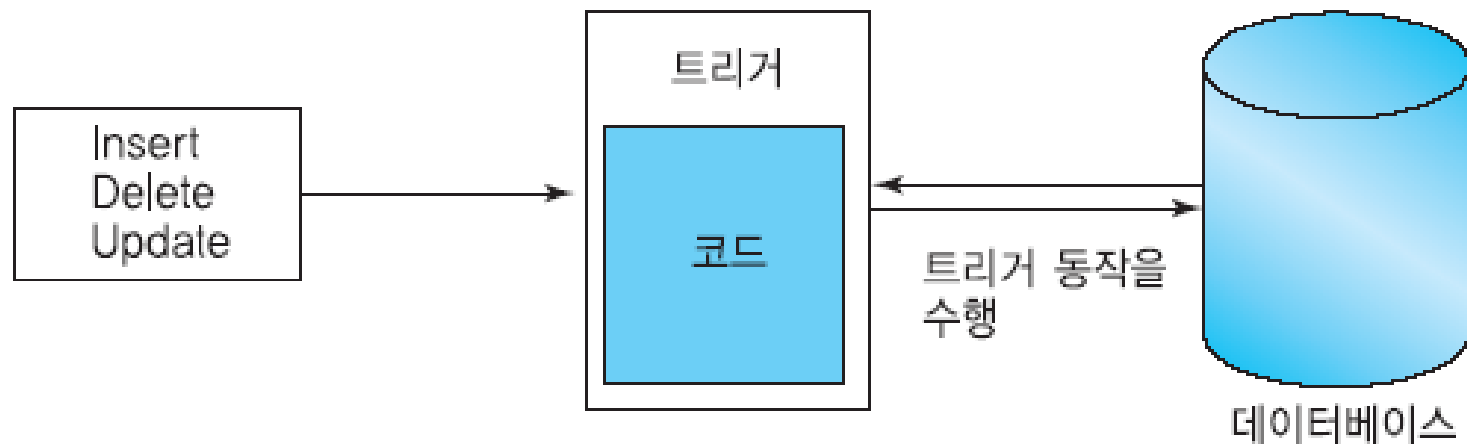 Insert
Delete
Update
트리거
코드
트리거 동작을
수행
데이터베이스